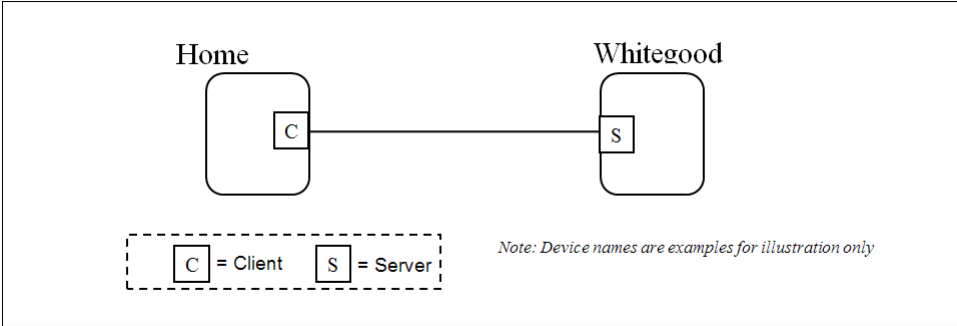 Home
Whitegood
C
S
C = Client S = Server
Note: Device names are examples for illustration only